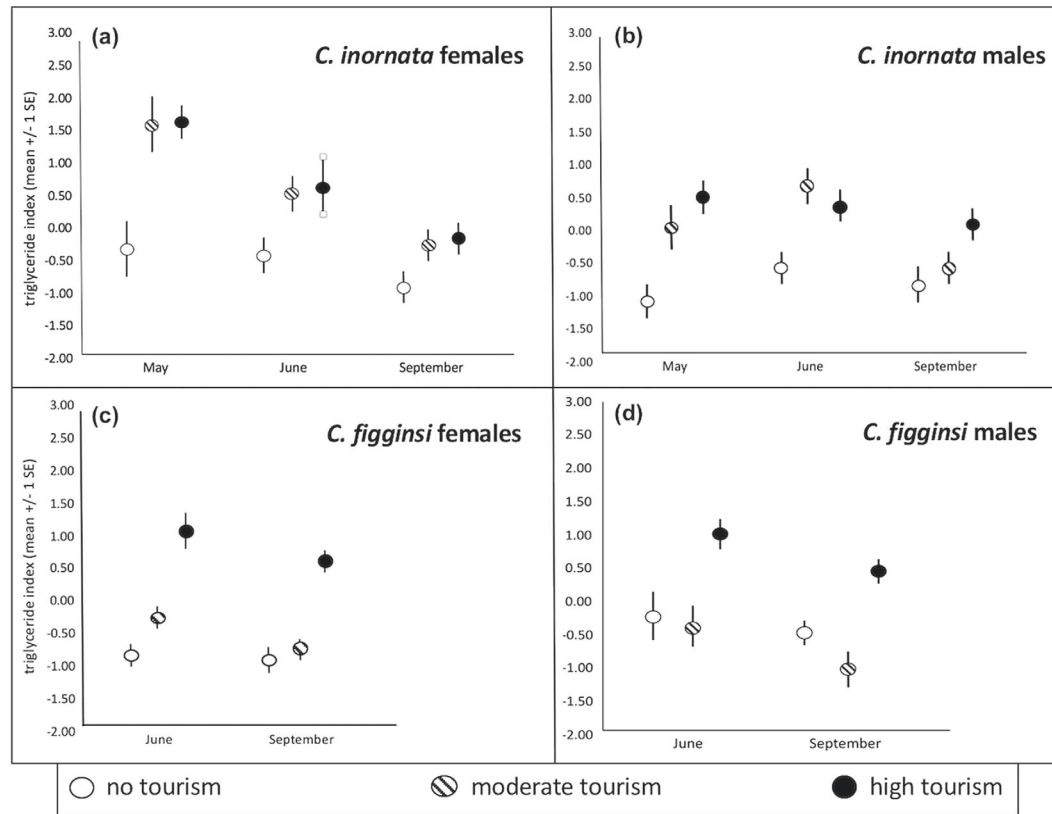 (a)
C. inornata females
triglyceride index (mean +/- 1 SE)
3.00
2.50
2.00
1.50
1.00
0.50
0.00
-0.50
-1.00
-1.50
-2.00
May
June
September
(b)
C. inornata males
3.00
2.50
2.00
1.50
1.00
0.50
0.00
-0.50
-1.00
-1.50
-2.00
May
June
September
(c)
C. figginsi females
triglyceride index (mean +/- 1 SE)
3.00
2.50
2.00
1.50
1.00
0.50
0.00
-0.50
-1.00
-1.50
-2.00
June
September
(d)
C. figginsi males
3.00
2.50
2.00
1.50
1.00
0.50
0.00
-0.50
-1.00
-1.50
-2.00
June
September
no tourism
moderate tourism
high tourism